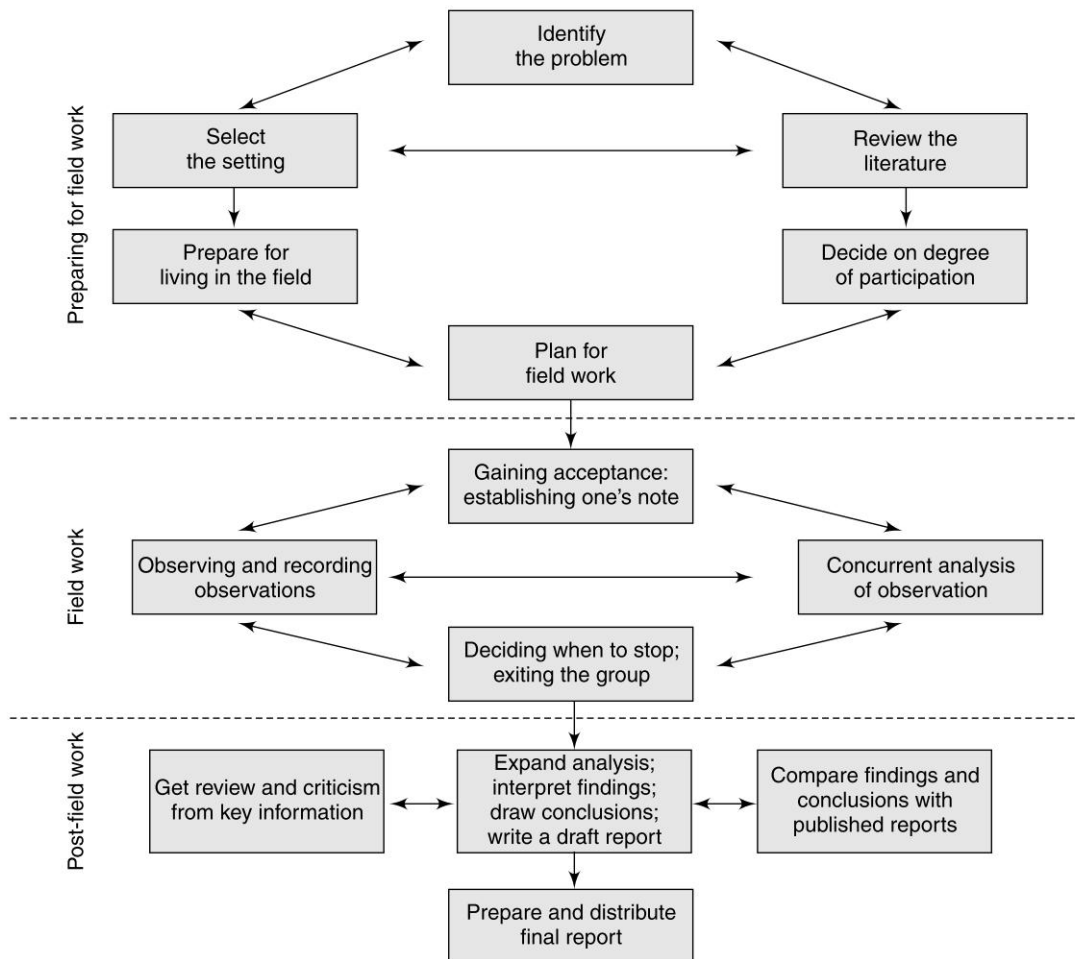 Identify
the problem
Preparing for field work
Select
the setting
Review the
literature
Prepare for
living in the field
Decide on degree
of participation
Plan for
field work
Gaining acceptance:
establishing one's note
Field work
Observing and recording
observations
Concurrent analysis
of observation
Deciding when to stop;
exiting the group
Post-field work
Get review and criticism
from key information
Expand analysis;
interpret findings;
draw conclusions;
write a draft report
Compare findings and
conclusions with
published reports
Prepare and distribute
final report